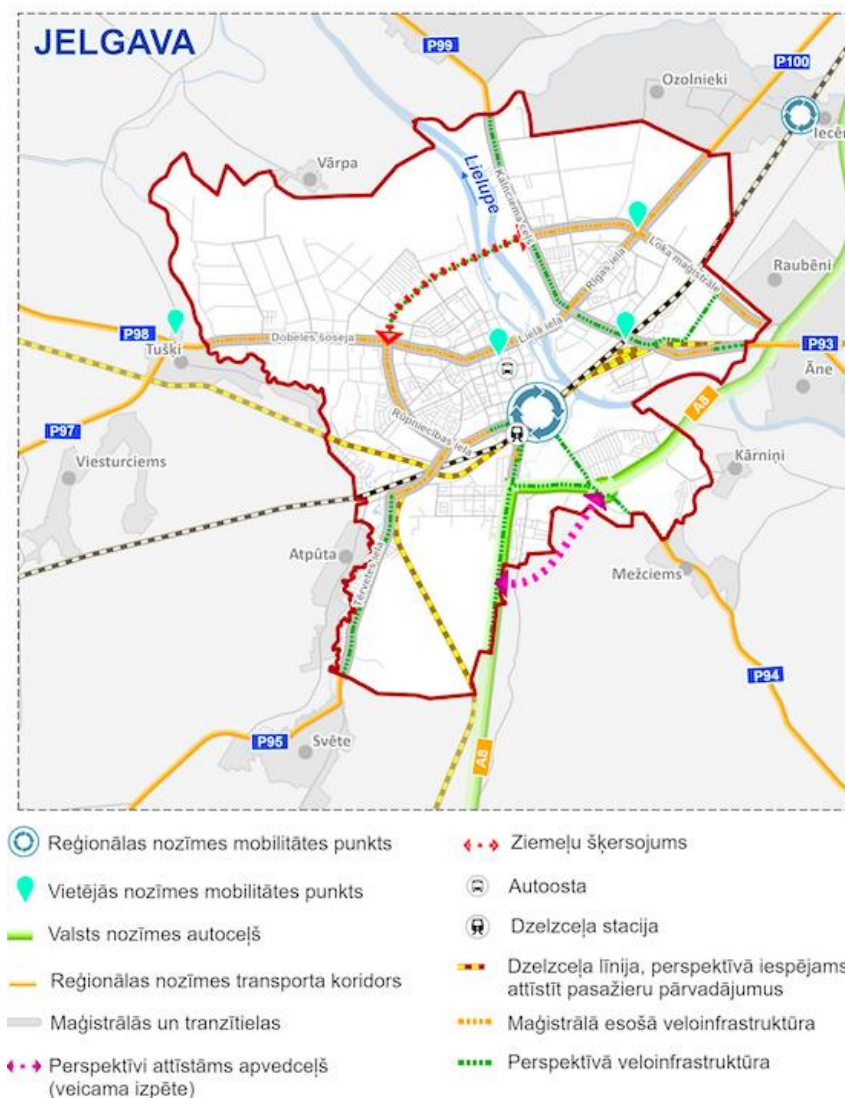 JELGAVA
P99
P100
Ozolnieki
Iecēn
Vārpa
Lielupe
Kalnciema ceļš
Loka maģistrāle
Rīgas iela
Raubēni
P98
Tušķi
Dobeles šoseja
Lielā iela
P93
Āne
P97
Rūpniecības iela
A8
Viesturciems
Kārniņi
Atpūta
Tērvetes iela
Mežciems
P94
P95
Svēte
A8
Reģionālas nozīmes mobilitātes punkts
Vietējās nozīmes mobilitātes punkts
Valsts nozīmes autoceļš
Reģionālas nozīmes transporta koridors
Maģistrālās un tranzītielas
Perspektīvi attīstāms apvedceļš
(veicama izpēte)
Ziemeļu šķersojums
Autoosta
Dzelzceļa stacija
Dzelzceļa līnija, perspektīvā iespējams
attīstīt pasažieru pārvadājumus
Maģistrālā esošā veloinfrastruktūra
Perspektīvā veloinfrastruktūra